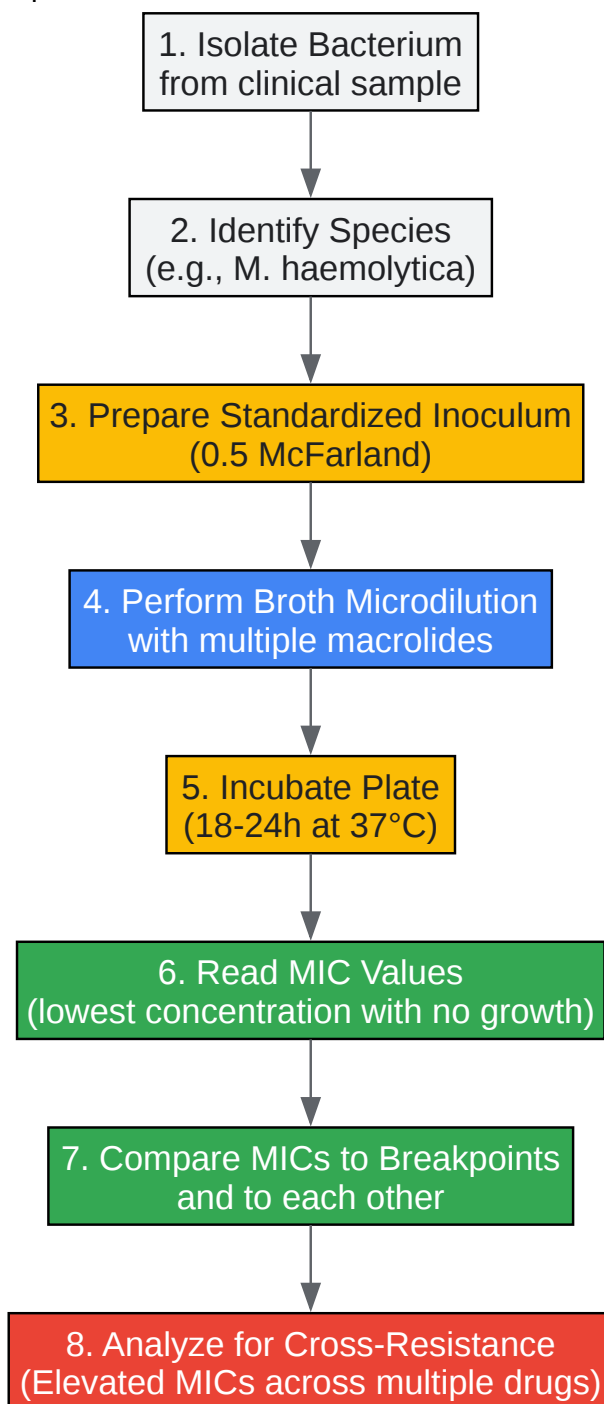 1. Isolate Bacterium
from clinical sample
2. Identify Species
(e.g., M. haemolytica)
3. Prepare Standardized Inoculum
(0.5 McFarland)
4. Perform Broth Microdilution
with multiple macrolides
5. Incubate Plate
(18-24h at 37°C)
6. Read MIC Values
(lowest concentration with no growth)
7. Compare MICs to Breakpoints
and to each other
8. Analyze for Cross-Resistance
(Elevated MICs across multiple drugs)